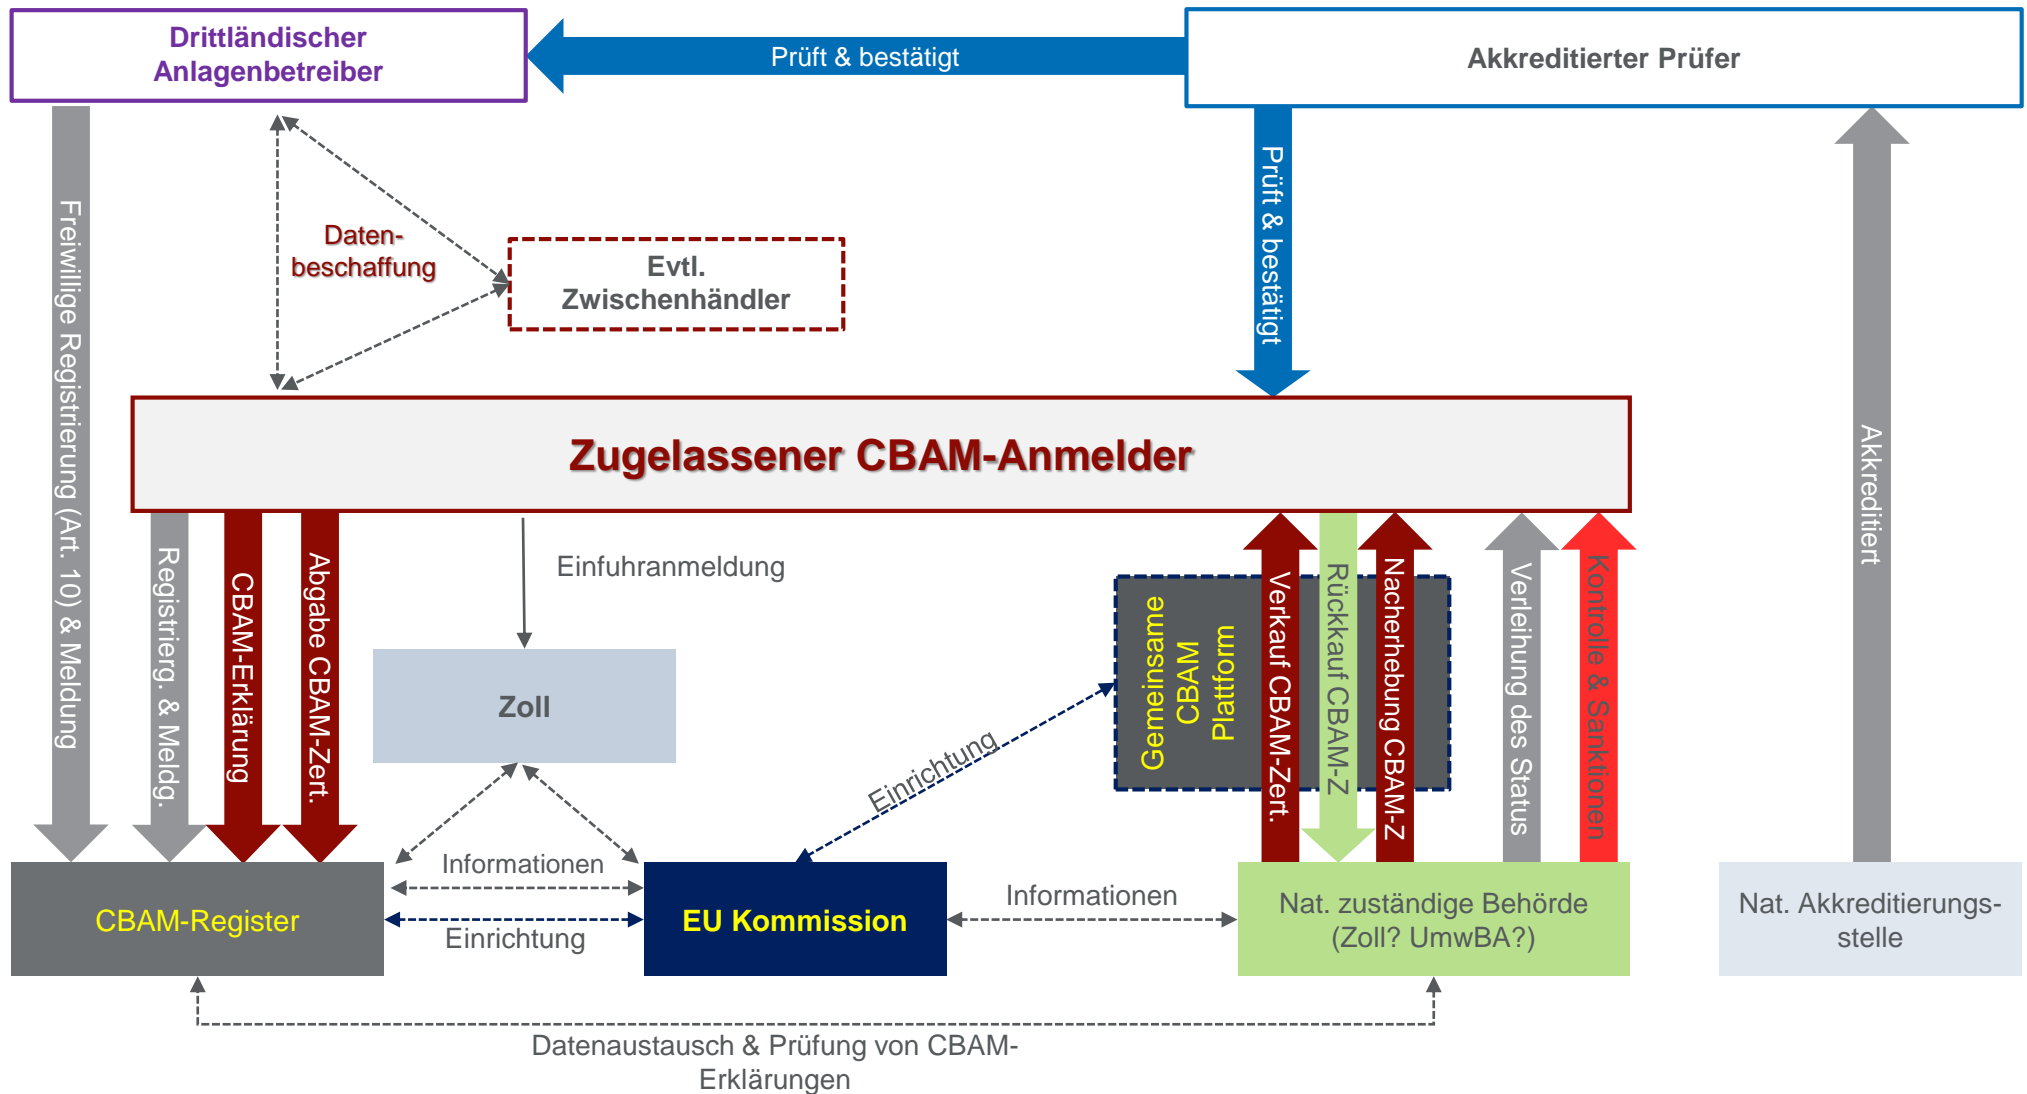 Drittländischer
Anlagenbetreiber
Prüft & bestätigt
Akkreditierter Prüfer
Freiwillige Registrierung (Art. 10) & Meldung
Daten-
beschaffung
Evtl.
Zwischenhändler
Prüft & bestätigt
Akkreditiert
Zugelassener CBAM-Anmelder
Registrierg. & Meldg.
CBAM-Erklärung
Abgabe CBAM-Zert.
Einfuhranmeldung
Zoll
Einrichtung
Gemeinsame
CBAM
Plattform
Verkauf CBAM-Zert.
Rückkauf CBAM-Z
Nacherhebung CBAM-Z
Verleihung des Status
Kontrolle & Sanktionen
CBAM-Register
Informationen
Einrichtung
EU Kommission
Informationen
Nat. zuständige Behörde
(Zoll? UmwBA?)
Nat. Akkreditierungs-
stelle
Datenaustausch & Prüfung von CBAM-
Erklärungen